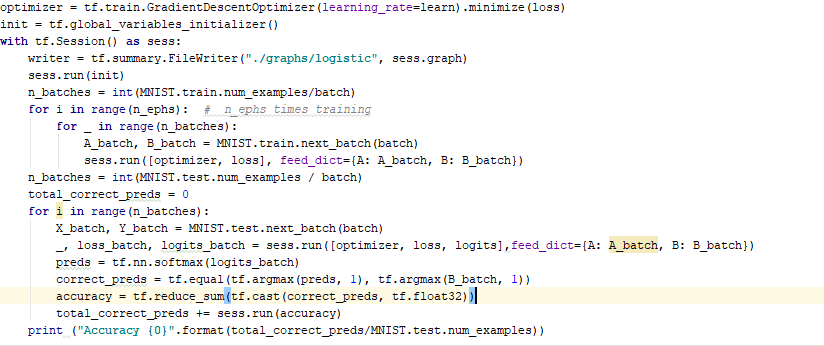 optimizer = tf.train.GradientDescentOptimizer(learning_rate=learn).minimize(loss)
init = tf.global_variables_initializer()
with tf.Session() as sess:
    writer = tf.summary.FileWriter("./graphs/logistic", sess.graph)
    sess.run(init)
    n_batches = int(MNIST.train.num_examples/batch)
    for i in range(n_ephs):  #  n_ephs times training
        for _ in range(n_batches):
            A_batch, B_batch = MNIST.train.next_batch(batch)
            sess.run([optimizer, loss], feed_dict={A: A_batch, B: B_batch})
    n_batches = int(MNIST.test.num_examples / batch)
    total_correct_preds = 0
    for i in range(n_batches):
        X_batch, Y_batch = MNIST.test.next_batch(batch)
        _, loss_batch, logits_batch = sess.run([optimizer, loss, logits],feed_dict={A: A_batch, B: B_batch})
        preds = tf.nn.softmax(logits_batch)
        correct_preds = tf.equal(tf.argmax(preds, 1), tf.argmax(B_batch, 1))
        accuracy = tf.reduce_sum(tf.cast(correct_preds, tf.float32))
        total_correct_preds += sess.run(accuracy)
    print ("Accuracy {0}".format(total_correct_preds/MNIST.test.num_examples))